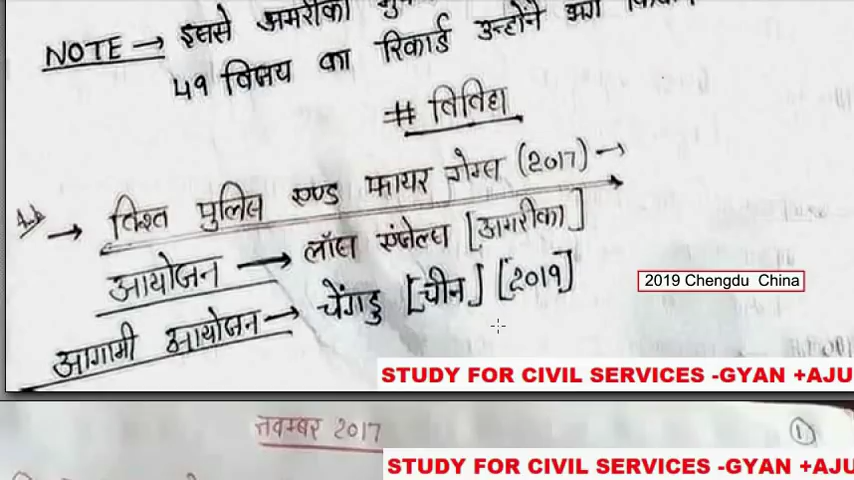 NOTE → इससे अमरीका
49 विजय का रिकार्ड उन्होने भंग किया
# विविध
→ विश्व पुलिस एण्ड फायर गेम्स (2017) →
आयोजन → लॉस एंजेल्स [अमरीका]
आगामी आयोजन → चेंगडु [चीन] [2019]
2019 Chengdu China
STUDY FOR CIVIL SERVICES -GYAN +AJU
नवम्बर 2017
1
STUDY FOR CIVIL SERVICES -GYAN +AJU